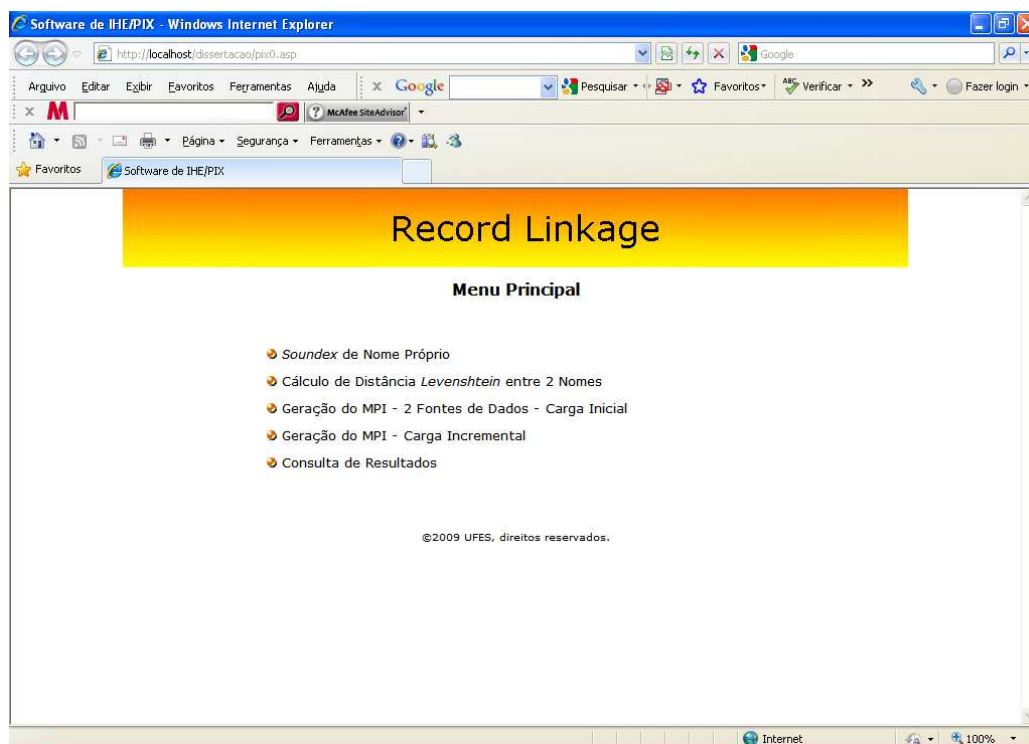 Software de IHE/PIX - Windows Internet Explorer
http://localhost/dissertacao/pix0.asp
Google
Arquivo Editar Exibir Favoritos Ferramentas Ajuda x Google Pesquisar Favoritos ABC Verificar >> Fazer login
x M McAfee SiteAdvisor
Página Segurança Ferramentas
Favoritos Software de IHE/PIX
Record Linkage
Menu Principal
Soundex de Nome Próprio
Cálculo de Distância Levenshtein entre 2 Nomes
Geração do MPI - 2 Fontes de Dados - Carga Inicial
Geração do MPI - Carga Incremental
Consulta de Resultados
©2009 UFES, direitos reservados.
Internet 100%